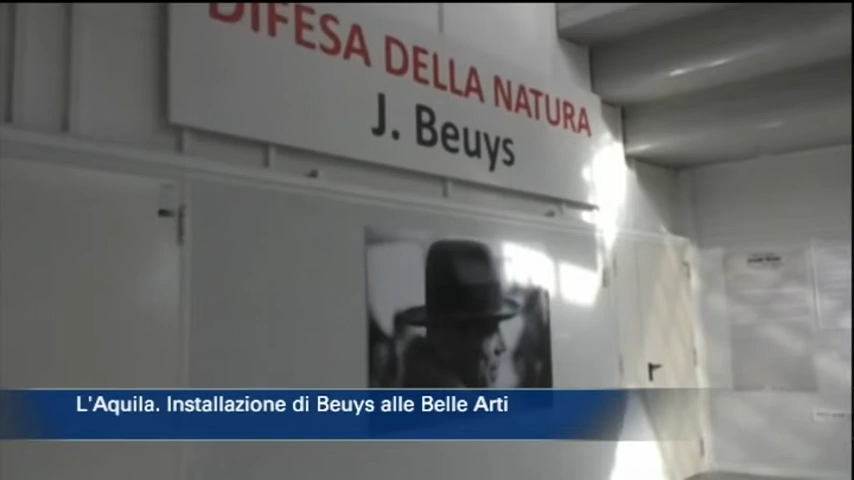 DIFESA DELLA NATURA
J. Beuys
L'Aquila. Installazione di Beuys alle Belle Arti